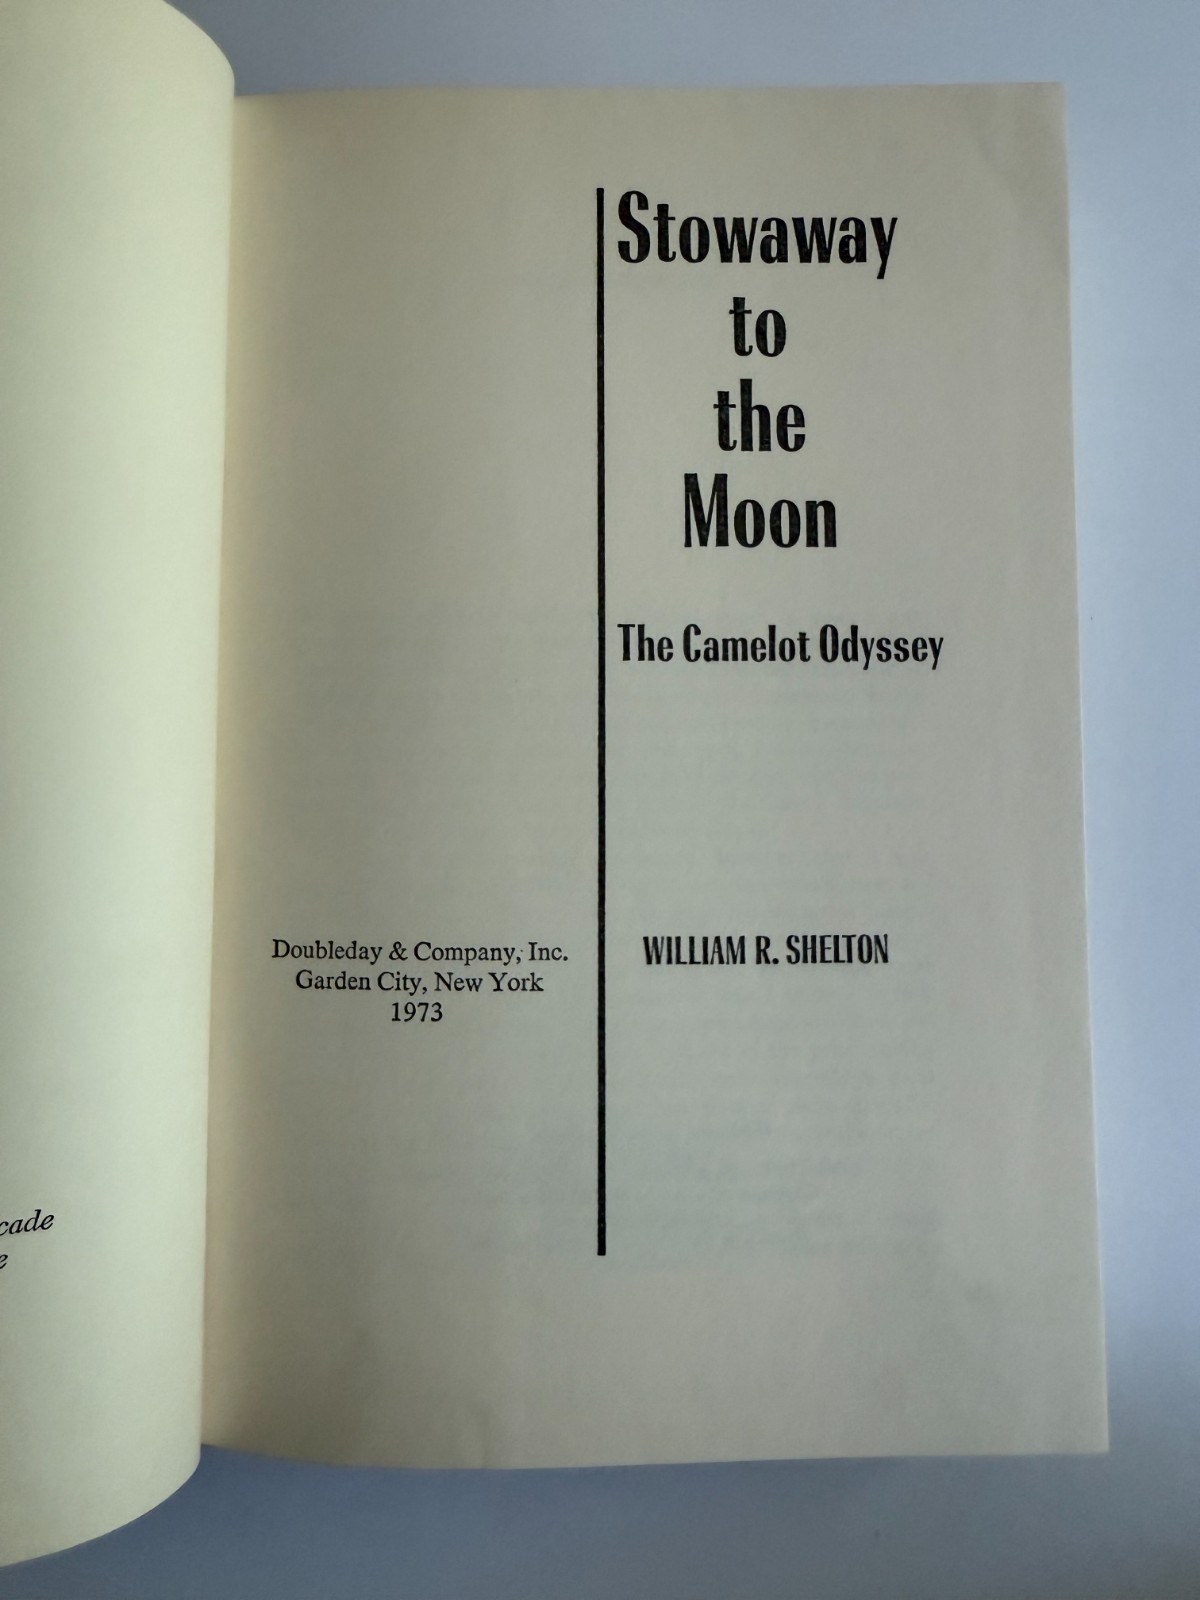 Stowaway
to
the
Moon
The Camelot Odyssey
WILLIAM R. SHELTON
Doubleday & Company, Inc.
Garden City, New York
1973